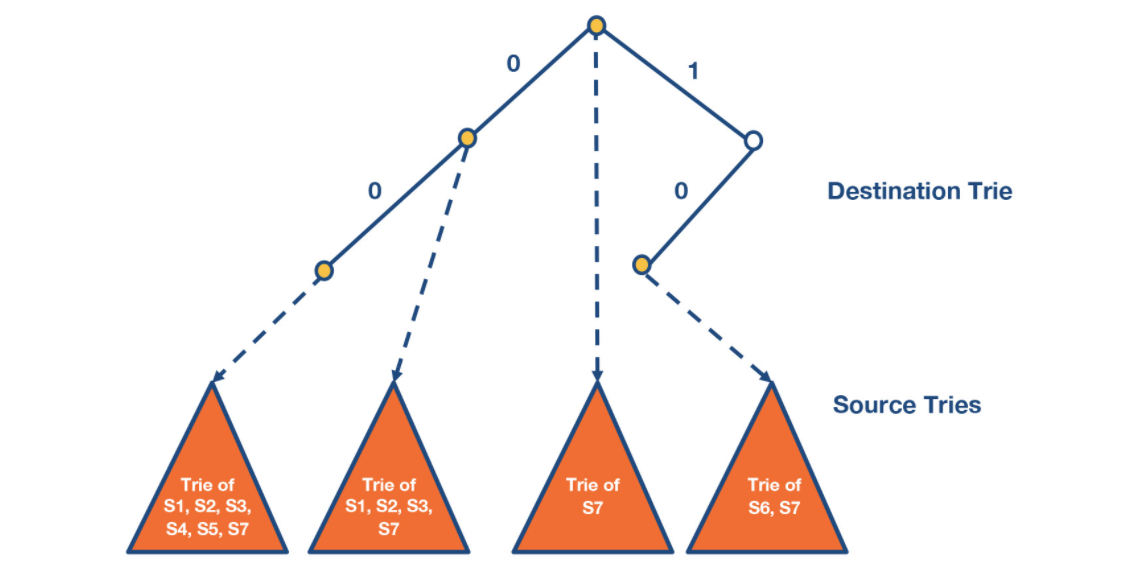 0
1
0
0
Destination Trie
Source Tries
Trie of
S1, S2, S3,
S4, S5, S7
Trie of
S1, S2, S3,
S7
Trie of
S7
Trie of
S6, S7